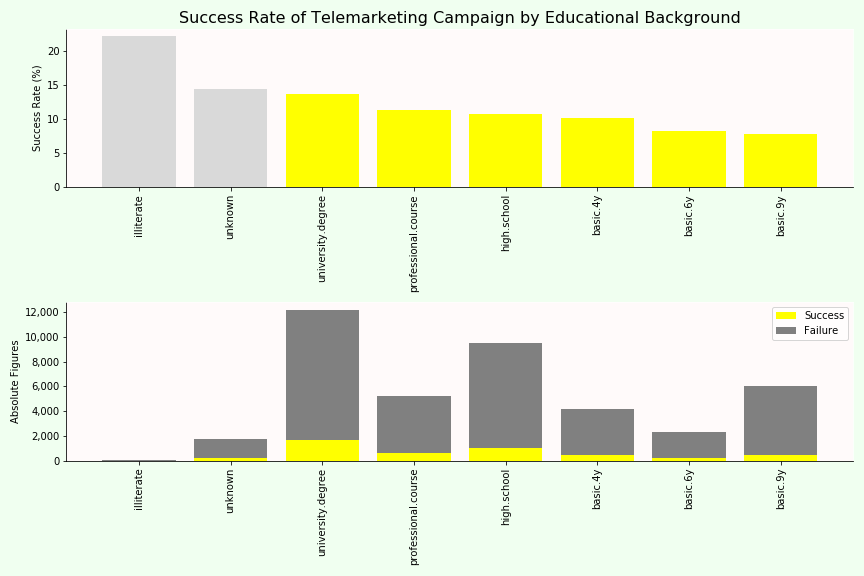 Success Rate of Telemarketing Campaign by Educational Background
Success Rate (%)
20
15
10
5
0
illiterate
unknown
university.degree
professional.course
high.school
basic.4y
basic.6y
basic.9y
Absolute Figures
12,000
10,000
8,000
6,000
4,000
2,000
0
Success
Failure
illiterate
unknown
university.degree
professional.course
high.school
basic.4y
basic.6y
basic.9y